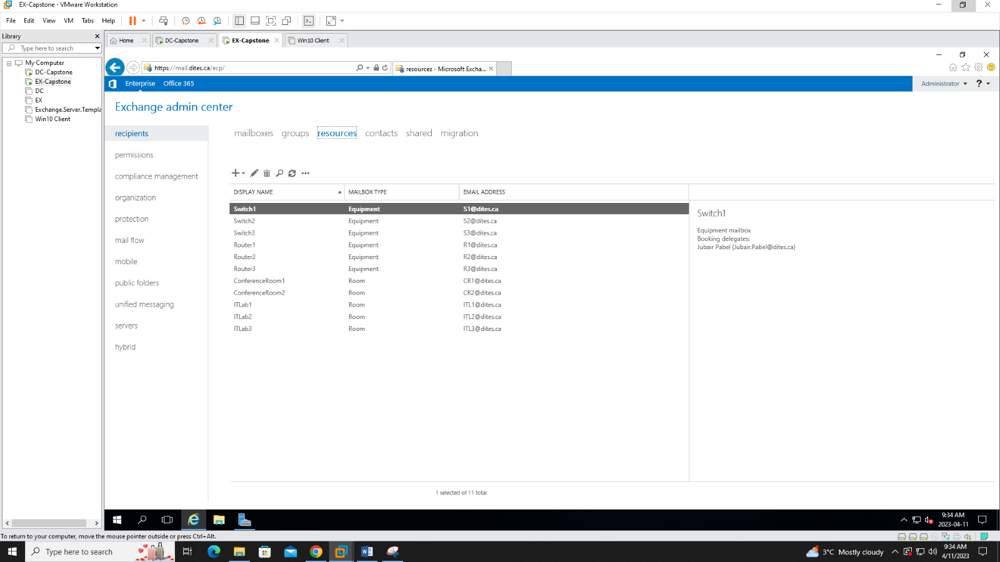 EX-Capstone - VMware Workstation
File Edit View VM Tabs Help
Library
Type here to search
My Computer
DC-Capstone
EX-Capstone
DC
EX
Exchange.Server.Templa
Win10 Client
Home DC-Capstone EX-Capstone Win10 Client
https://mail.dites.ca/ecp/ resources - Microsoft Excha...
Enterprise Office 365 Administrator ?
Exchange admin center
recipients
permissions
compliance management
organization
protection
mail flow
mobile
public folders
unified messaging
servers
hybrid
mailboxes groups resources contacts shared migration
DISPLAY NAME MAILBOX TYPE EMAIL ADDRESS
Switch1 Equipment S1@dites.ca
Switch2 Equipment S2@dites.ca
Switch3 Equipment S3@dites.ca
Router1 Equipment R1@dites.ca
Router2 Equipment R2@dites.ca
Router3 Equipment R3@dites.ca
ConferenceRoom1 Room CR1@dites.ca
ConferenceRoom2 Room CR2@dites.ca
ITLab1 Room ITL1@dites.ca
ITLab2 Room ITL2@dites.ca
ITLab3 Room ITL3@dites.ca
Switch1
Equipment mailbox
Booking delegates:
Jubair Pabel (Jubair.Pabel@dites.ca)
1 selected of 11 total
9:34 AM
2023-04-11
To return to your computer, move the mouse pointer outside or press Ctrl+Alt.
Type here to search
3°C Mostly cloudy
9:34 AM
4/11/2023